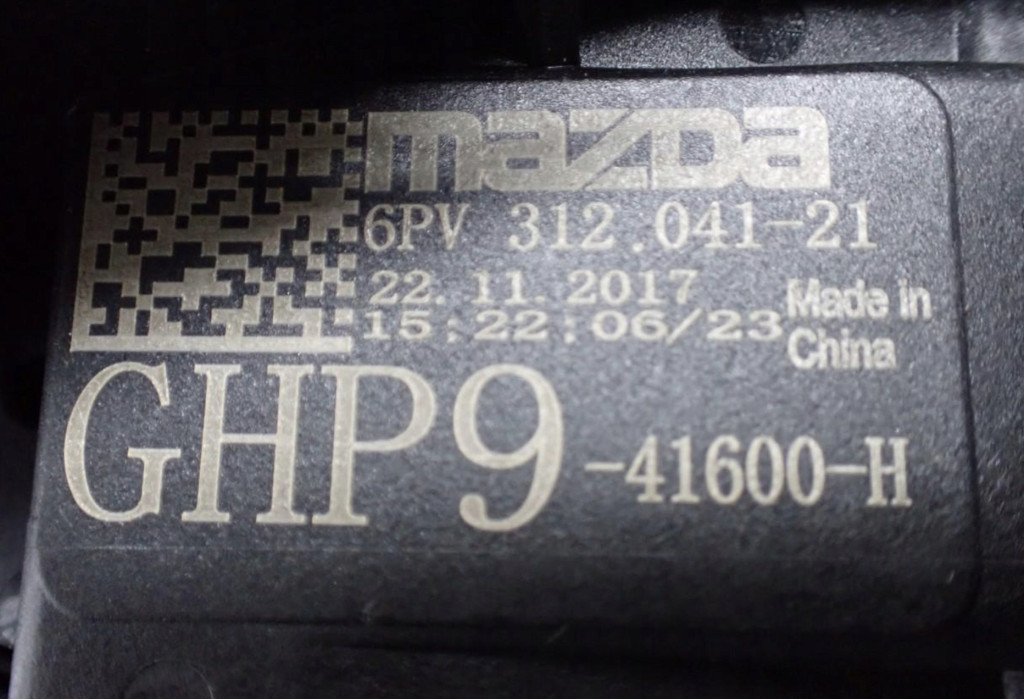 mazda
6PV 312.041-21
22.11.2017
15:22:06/23
Made in
China
GHP9-41600-H